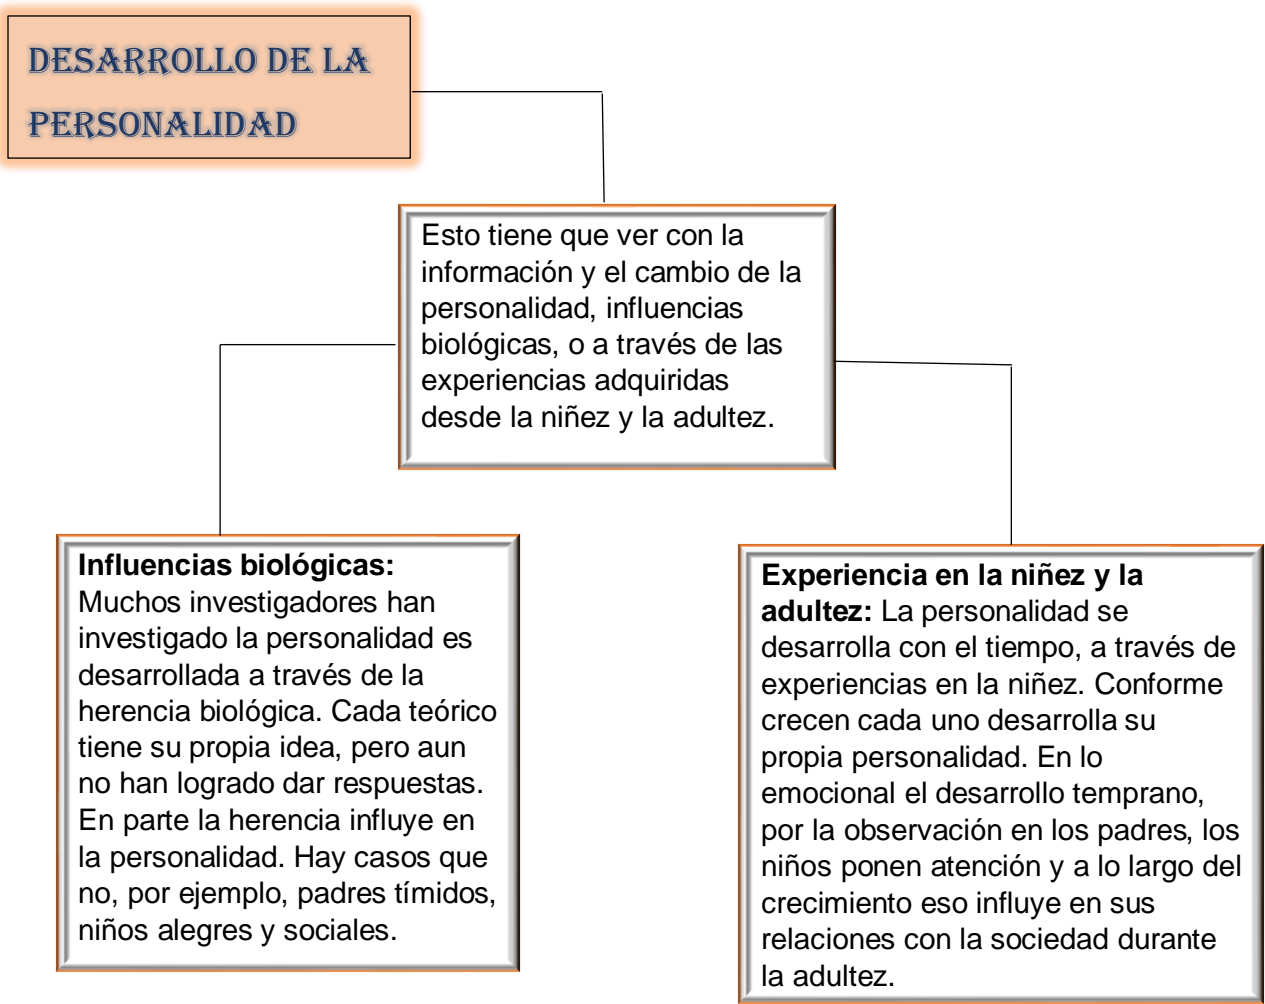 DESARROLLO DE LA
PERSONALIDAD
Esto tiene que ver con la
información y el cambio de la
personalidad, influencias
biológicas, o a través de las
experiencias adquiridas
desde la niñez y la adultez.
Influencias biológicas:
Muchos investigadores han
investigado la personalidad es
desarrollada a través de la
herencia biológica. Cada teórico
tiene su propia idea, pero aun
no han logrado dar respuestas.
En parte la herencia influye en
la personalidad. Hay casos que
no, por ejemplo, padres tímidos,
niños alegres y sociales.
Experiencia en la niñez y la
adultez: La personalidad se
desarrolla con el tiempo, a través de
experiencias en la niñez. Conforme
crecen cada uno desarrolla su
propia personalidad. En lo
emocional el desarrollo temprano,
por la observación en los padres, los
niños ponen atención y a lo largo del
crecimiento eso influye en sus
relaciones con la sociedad durante
la adultez.